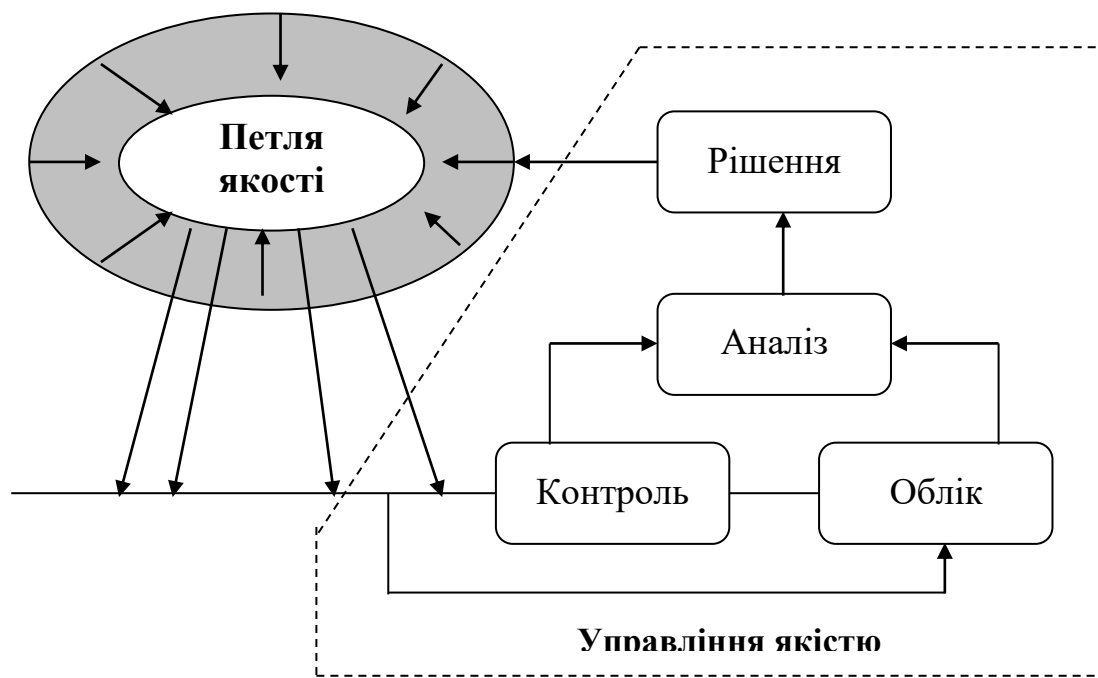 Петля
якості
Рішення
Аналіз
Контроль
Облік
Управління якістю